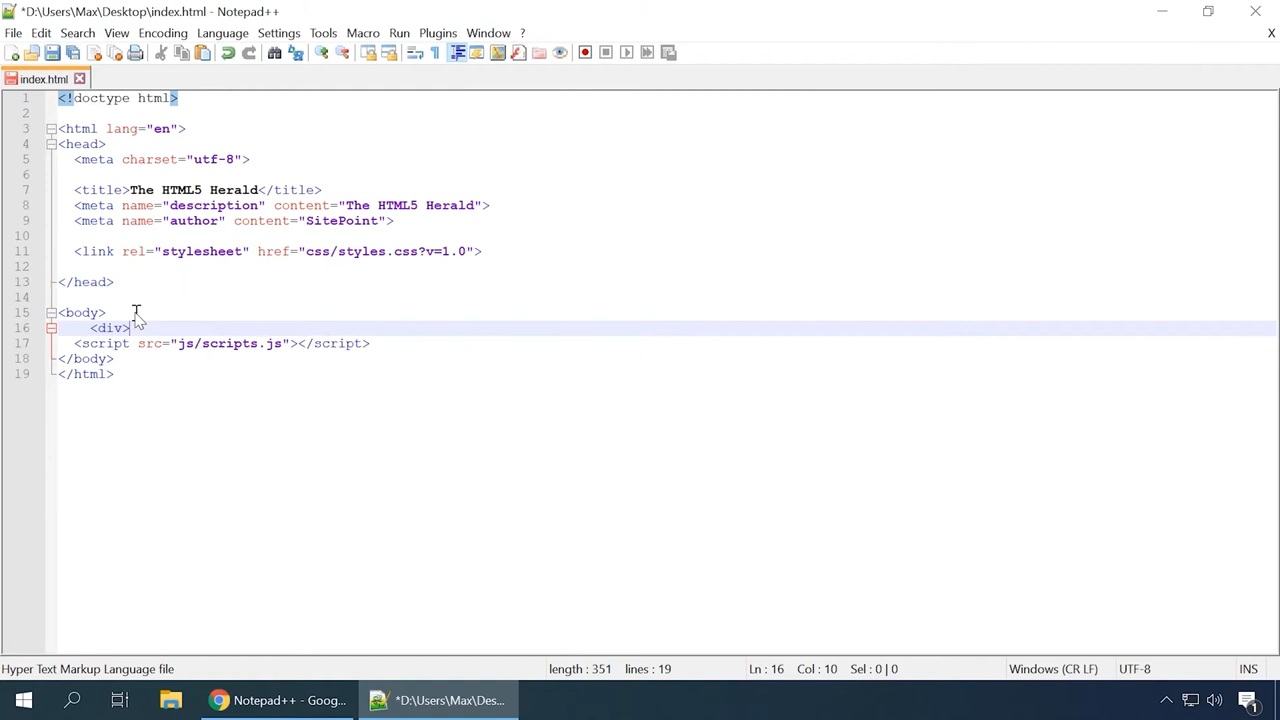 *D:\Users\Max\Desktop\index.html - Notepad++
File Edit Search View Encoding Language Settings Tools Macro Run Plugins Window ? X
index.html
1 <!doctype html>
2
3 <html lang="en">
4 <head>
5 <meta charset="utf-8">
6
7 <title>The HTML5 Herald</title>
8 <meta name="description" content="The HTML5 Herald">
9 <meta name="author" content="SitePoint">
10
11 <link rel="stylesheet" href="css/styles.css?v=1.0">
12
13 </head>
14
15 <body>
16 <div>
17 <script src="js/scripts.js"></script>
18 </body>
19 </html>
Hyper Text Markup Language file length : 351 lines : 19 Ln : 16 Col : 10 Sel : 0 | 0 Windows (CR LF) UTF-8 INS
Notepad++ - Goog... *D:\Users\Max\Des... 1